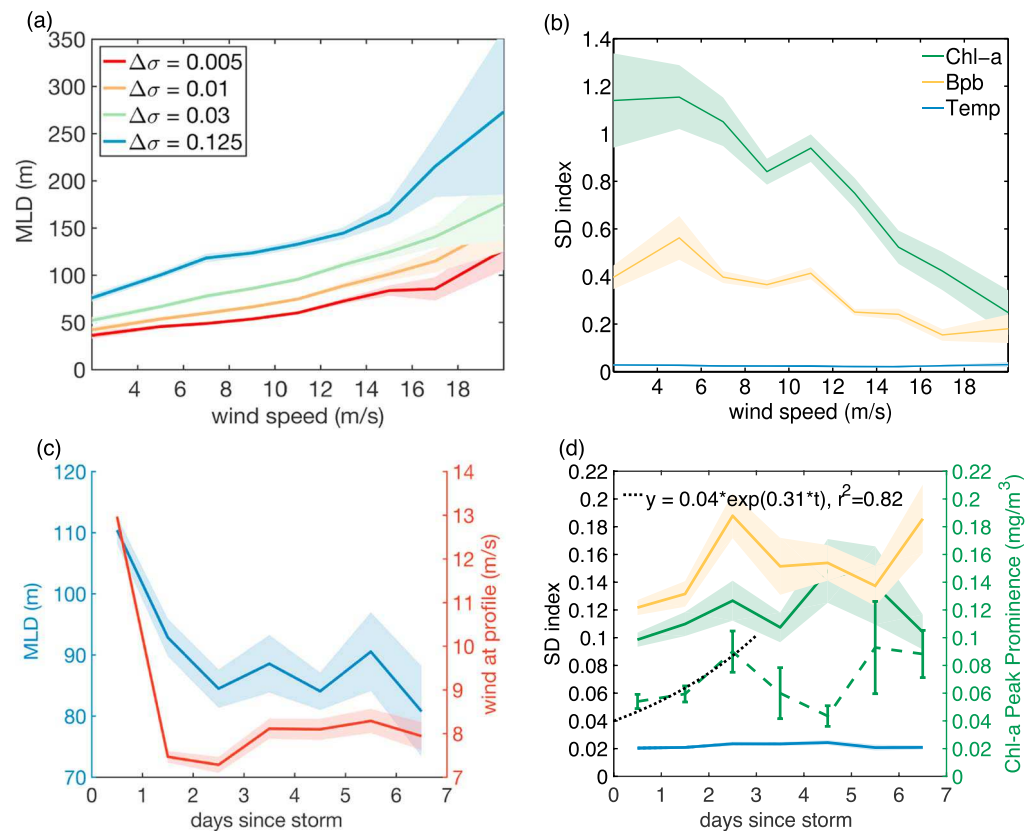 (a)
350
300
250
200
150
100
50
0
MLD (m)
Δσ = 0.005
Δσ = 0.01
Δσ = 0.03
Δσ = 0.125
4 6 8 10 12 14 16 18
wind speed (m/s)
(b)
1.4
1.2
1
0.8
0.6
0.4
0.2
0
SD index
Chl-a
Bpb
Temp
4 6 8 10 12 14 16 18
wind speed (m/s)
(c)
120
110
100
90
80
70
MLD (m)
14
13
12
11
10
9
8
7
wind at profile (m/s)
0 1 2 3 4 5 6 7
days since storm
(d)
0.22
0.2
0.18
0.16
0.14
0.12
0.1
0.08
0.06
0.04
0.02
0
SD index
y = 0.04*exp(0.31*t), r²=0.82
0.22
0.2
0.18
0.16
0.14
0.12
0.1
0.08
0.06
0.04
0.02
0
Chl-a Peak Prominence (mg/m³)
0 1 2 3 4 5 6 7
days since storm